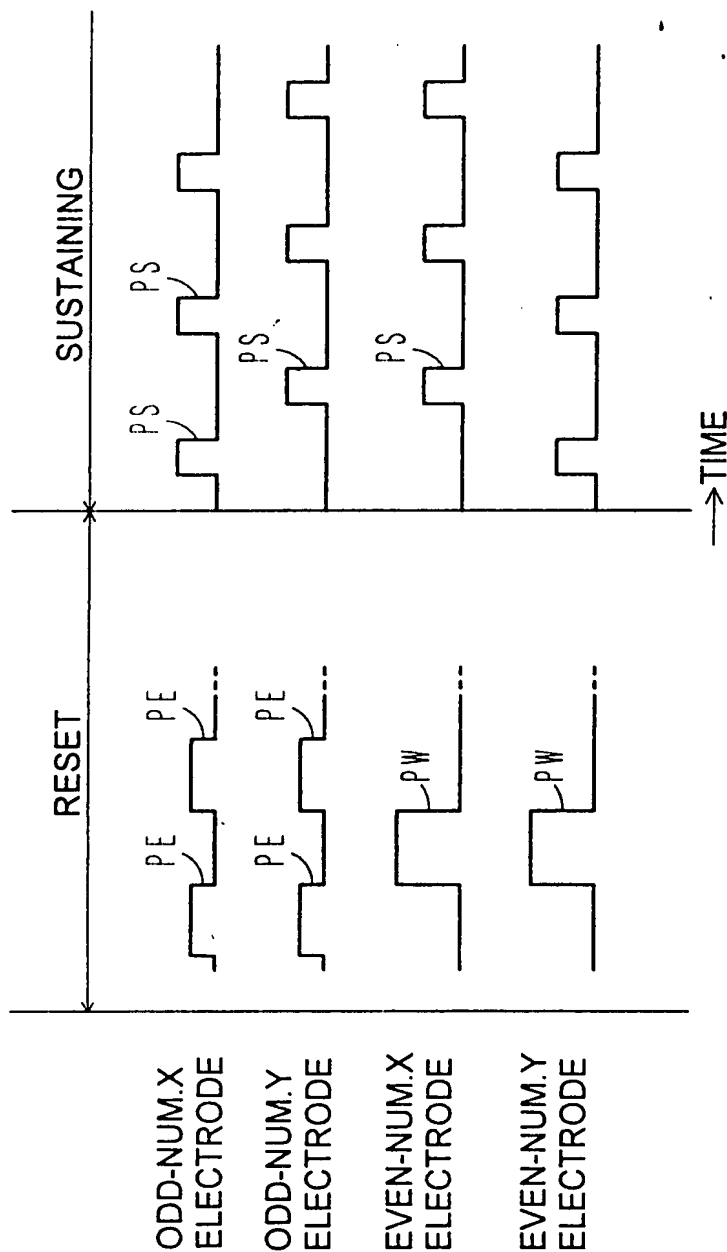 RESET
SUSTAINING
ODD-NUM.X
ELECTRODE
PE
PE
PS
PS
ODD-NUM.Y
ELECTRODE
PE
PE
PS
EVEN-NUM.X
ELECTRODE
PW
PS
EVEN-NUM.Y
ELECTRODE
PW
TIME